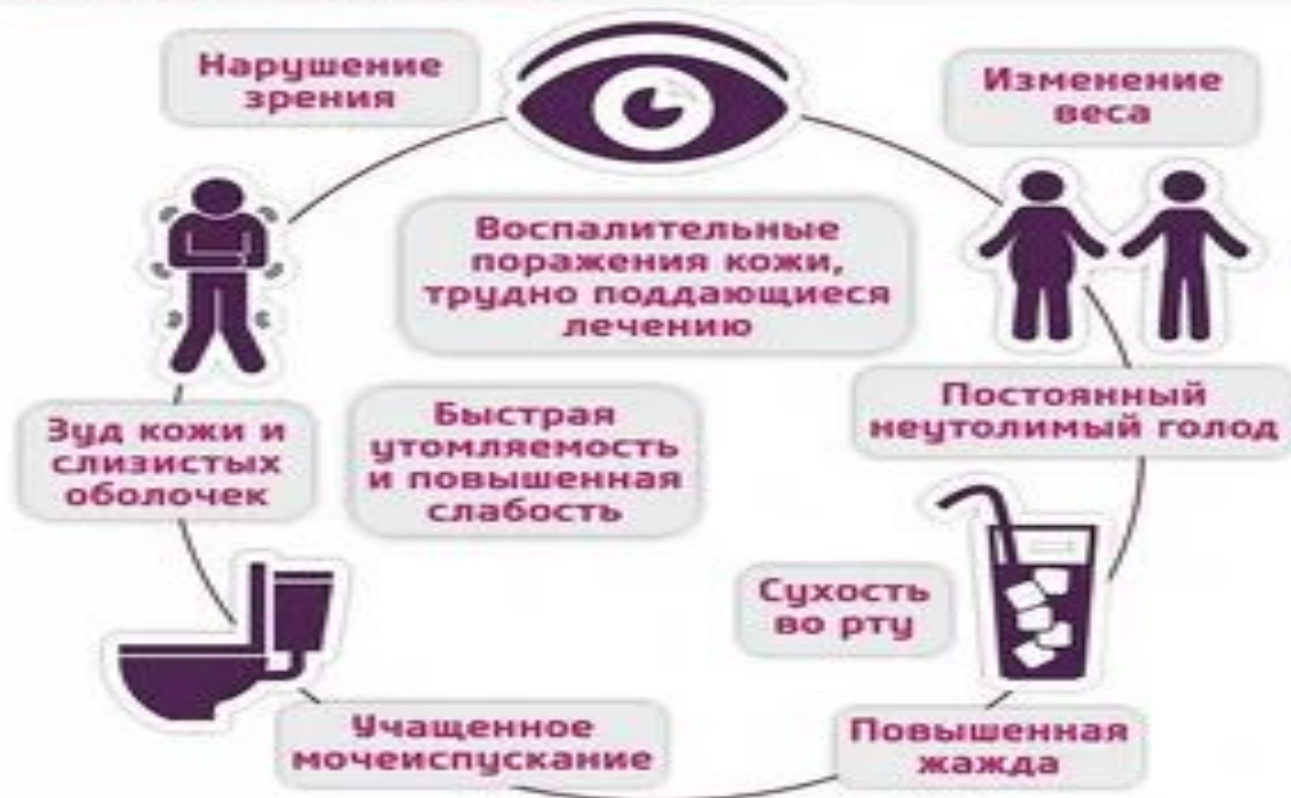 Нарушение
зрения
Изменение
веса
Воспалительные
поражения кожи,
трудно поддающиеся
лечению
Зуд кожи и
слизистых
оболочек
Быстрая
утомляемость
и повышенная
слабость
Постоянный
неутолимый голод
Сухость
во рту
Учащенное
мочеиспускание
Повышенная
жажда